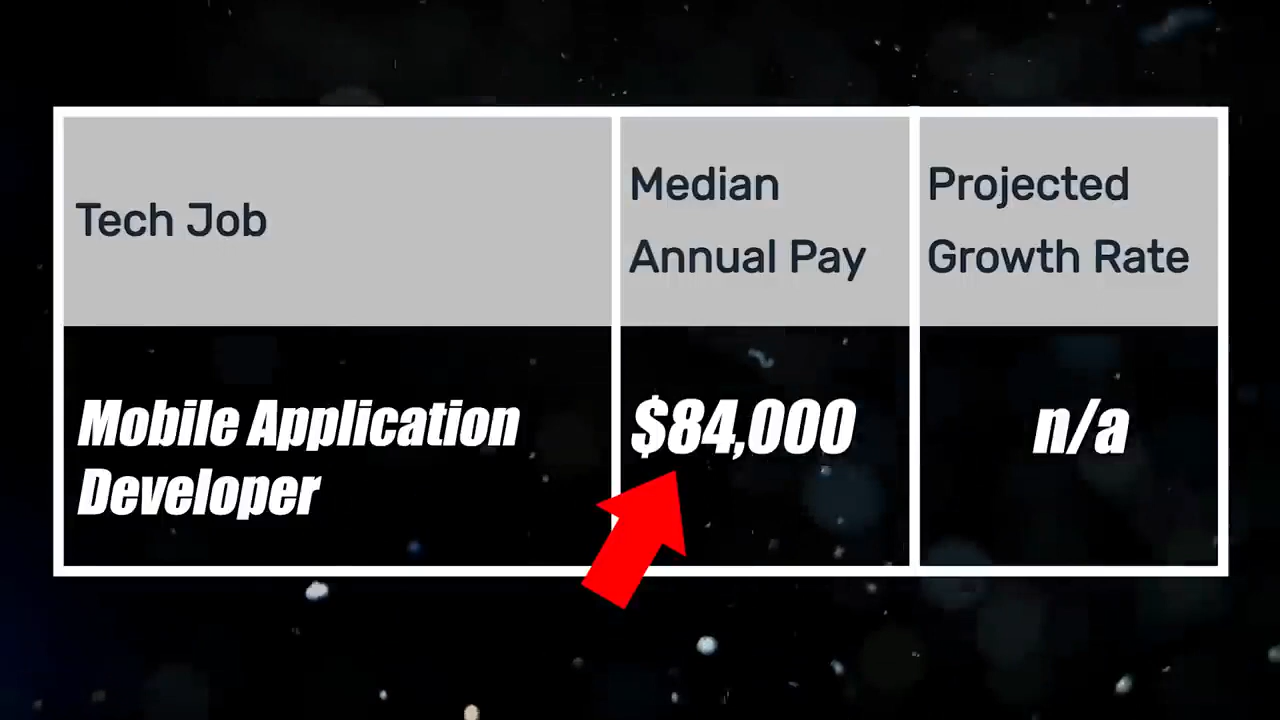 Tech Job
Median
Annual Pay
Projected
Growth Rate
Mobile Application
Developer
$84,000
n/a